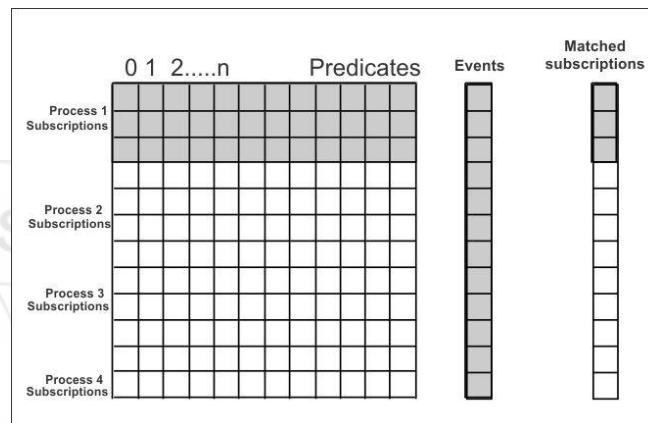 0 1 2.....n Predicates
Events
Matched
subscriptions
Process 1
Subscriptions
Process 2
Subscriptions
Process 3
Subscriptions
Process 4
Subscriptions